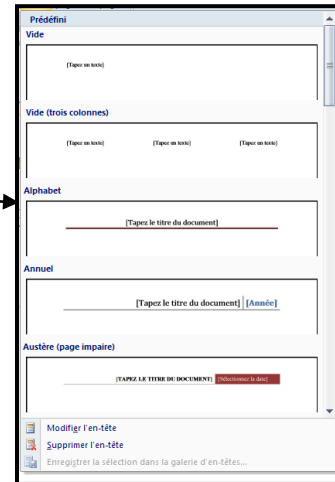 Prédéfini
Vide
[Tapez un texte]
Vide (trois colonnes)
[Tapez un texte] [Tapez un texte] [Tapez un texte]
Alphabet
[Tapez le titre du document]
Annuel
[Tapez le titre du document] [Année]
Austère (page impaire)
[TAPEZ LE TITRE DU DOCUMENT] [Sélectionnez la date]
Modifier l'en-tête
Supprimer l'en-tête
Enregistrer la sélection dans la galerie d'en-têtes...